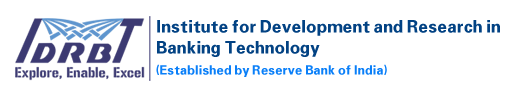 IDRBT
Explore, Enable, Excel
Institute for Development and Research in
Banking Technology
(Established by Reserve Bank of India)